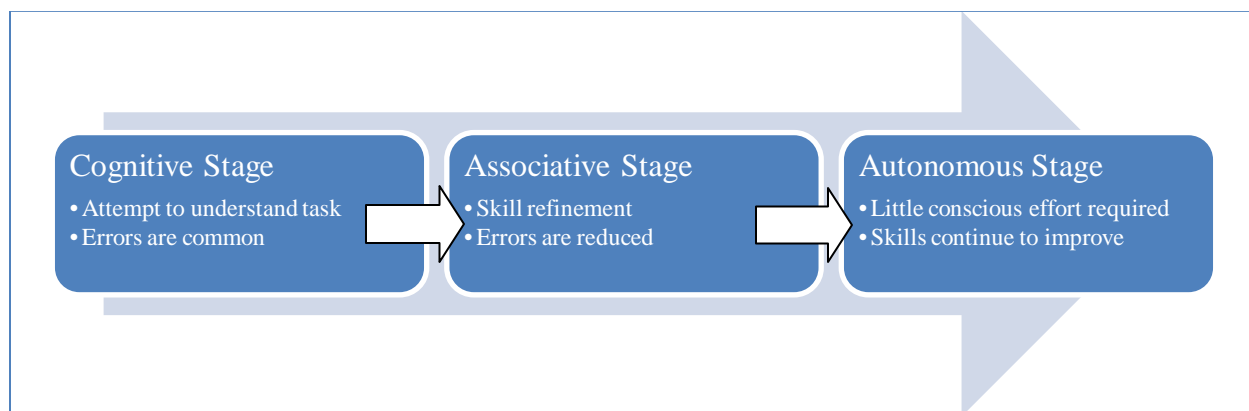 Cognitive Stage
• Attempt to understand task
• Errors are common
Associative Stage
• Skill refinement
• Errors are reduced
Autonomous Stage
• Little conscious effort required
• Skills continue to improve